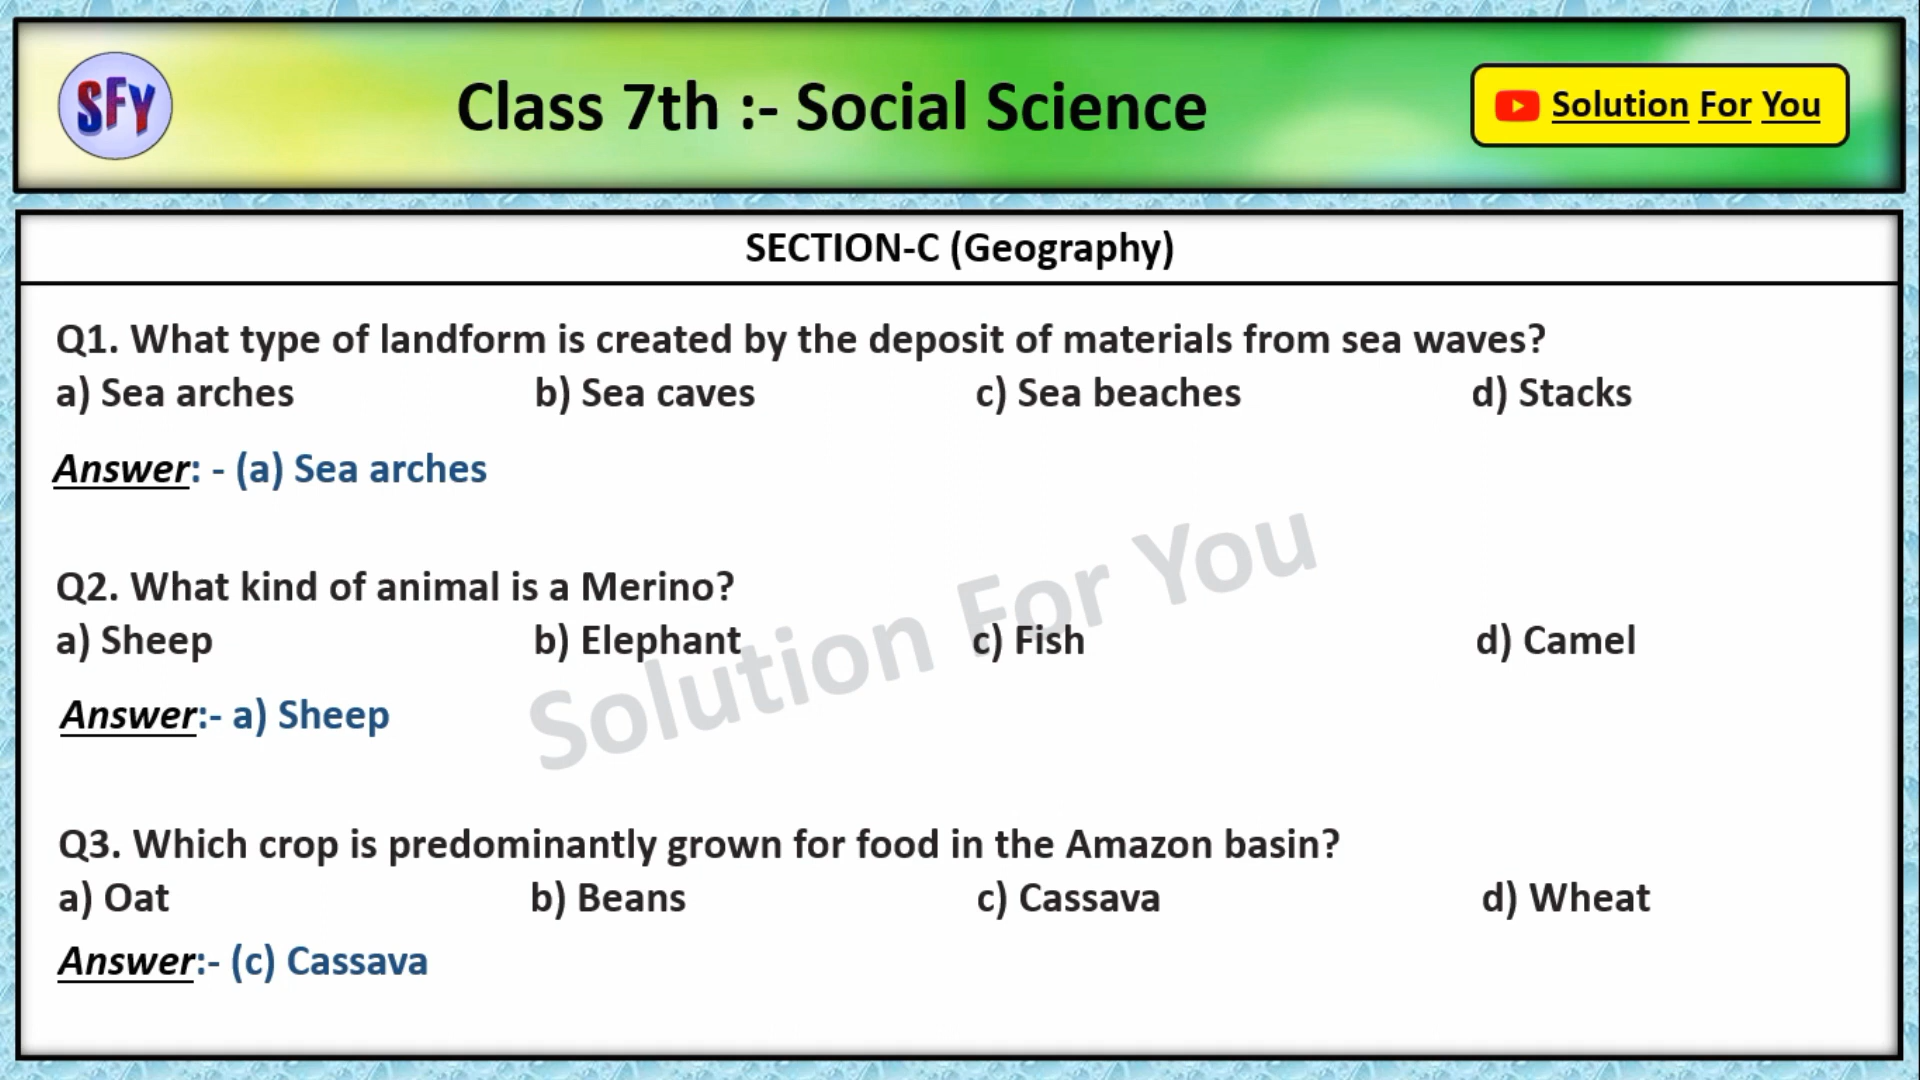 SFY
Class 7th :- Social Science
Solution For You
SECTION-C (Geography)
Q1. What type of landform is created by the deposit of materials from sea waves?
a) Sea arches b) Sea caves c) Sea beaches d) Stacks
Answer: - (a) Sea arches
Q2. What kind of animal is a Merino?
a) Sheep b) Elephant c) Fish d) Camel
Answer:- a) Sheep
Solution For You
Q3. Which crop is predominantly grown for food in the Amazon basin?
a) Oat b) Beans c) Cassava d) Wheat
Answer:- (c) Cassava